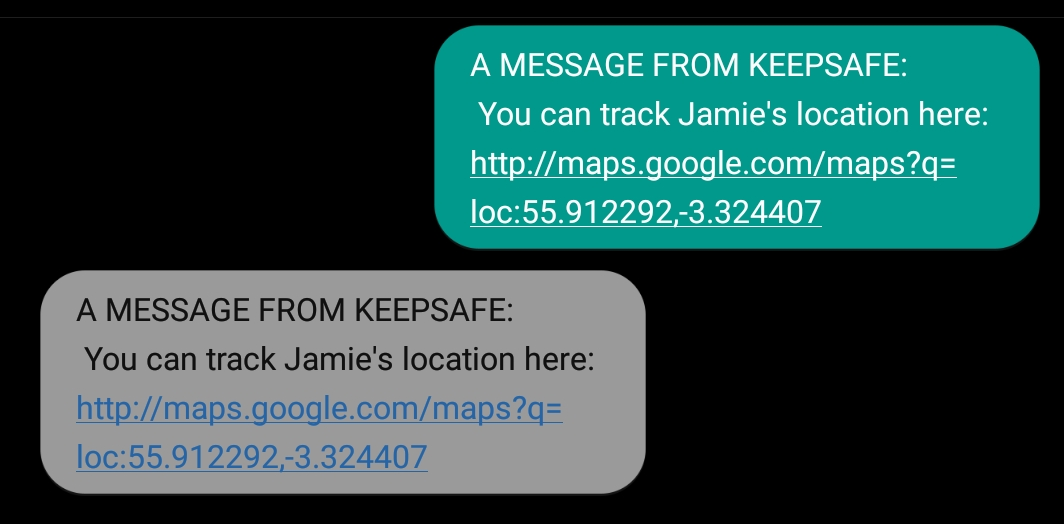 A MESSAGE FROM KEEPSAFE:
You can track Jamie's location here:
http://maps.google.com/maps?q=
loc:55.912292,-3.324407
A MESSAGE FROM KEEPSAFE:
You can track Jamie's location here:
http://maps.google.com/maps?q=
loc:55.912292,-3.324407